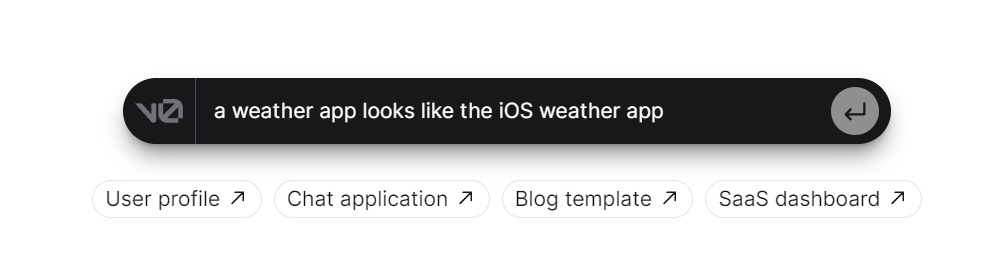 v0 a weather app looks like the iOS weather app
User profile Chat application Blog template SaaS dashboard